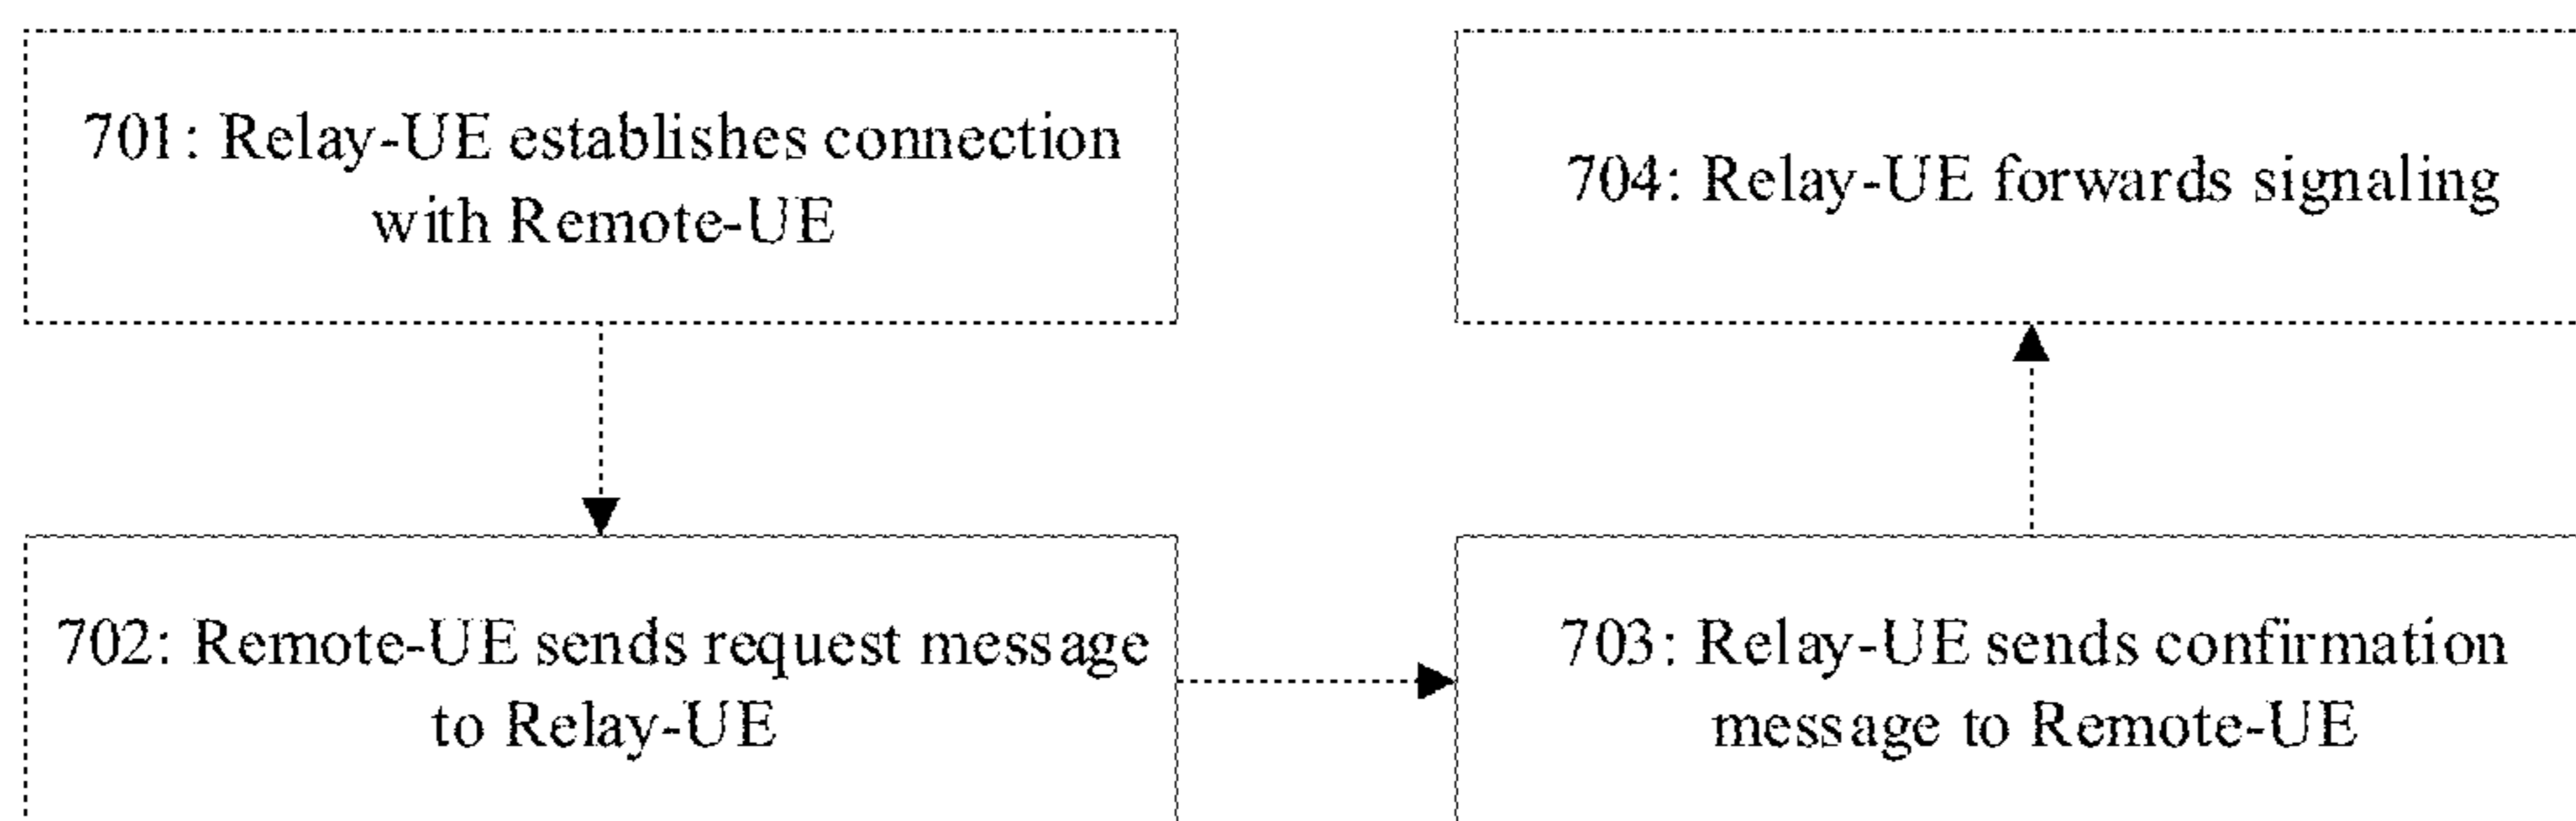 701: Relay-UE establishes connection
with Remote-UE
702: Remote-UE sends request message
to Relay-UE
703: Relay-UE sends confirmation
message to Remote-UE
704: Relay-UE forwards signaling